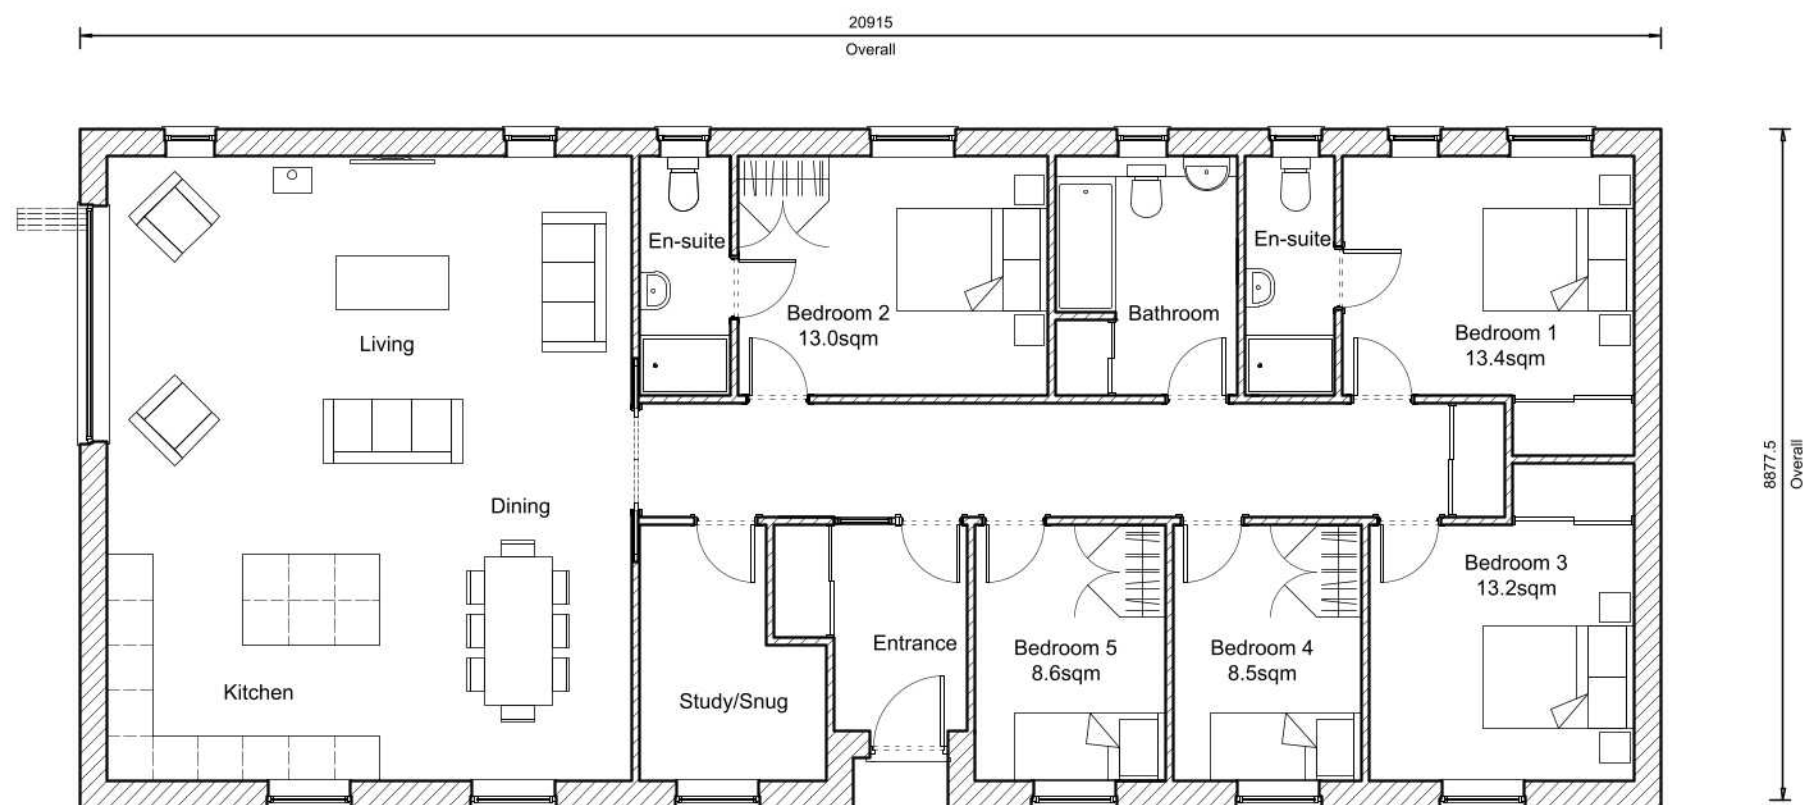 20915
Overall
En-suite
En-suite
Bedroom 2
13.0sqm
Bathroom
Bedroom 1
13.4sqm
Living
8877.5
Overall
Dining
Bedroom 3
13.2sqm
Entrance
Bedroom 5
8.6sqm
Bedroom 4
8.5sqm
Kitchen
Study/Snug